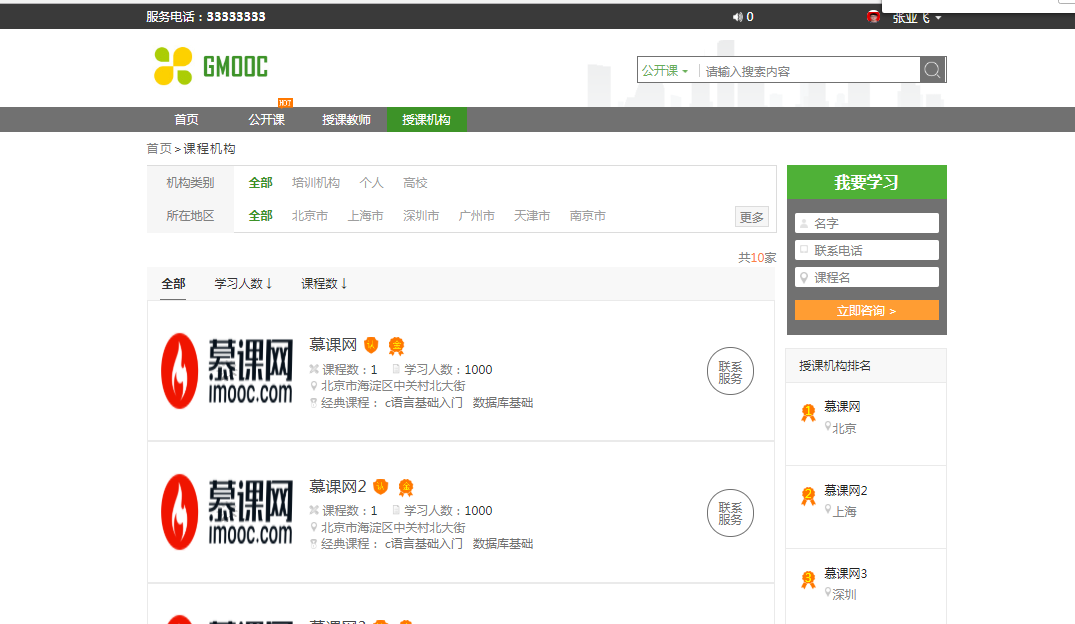 服务电话：33333333
0
张亚飞
GMOOC
公开课
请输入搜索内容
HOT
首页 公开课 授课教师 授课机构
首页>课程机构
机构类别 全部 培训机构 个人 高校
所在地区 全部 北京市 上海市 深圳市 广州市 天津市 南京市 更多
共10家
全部 学习人数↓ 课程数↓
慕课网
imooc.com
慕课网 认 金
课程数：1 学习人数：1000
北京市海淀区中关村北大街
经典课程： c语言基础入门 数据库基础
联系
服务
慕课网
imooc.com
慕课网2 认 金
课程数：1 学习人数：1000
北京市海淀区中关村北大街
经典课程： c语言基础入门 数据库基础
联系
服务
我要学习
名字
联系电话
课程名
立即咨询 >
授课机构排名
1 慕课网
北京
2 慕课网2
上海
3 慕课网3
深圳